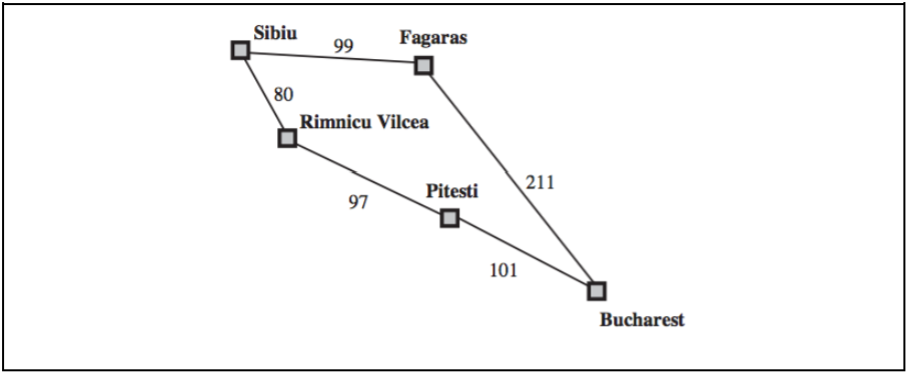 Sibiu
99
Fagaras
80
Rimnicu Vilcea
97
Pitesti
211
101
Bucharest